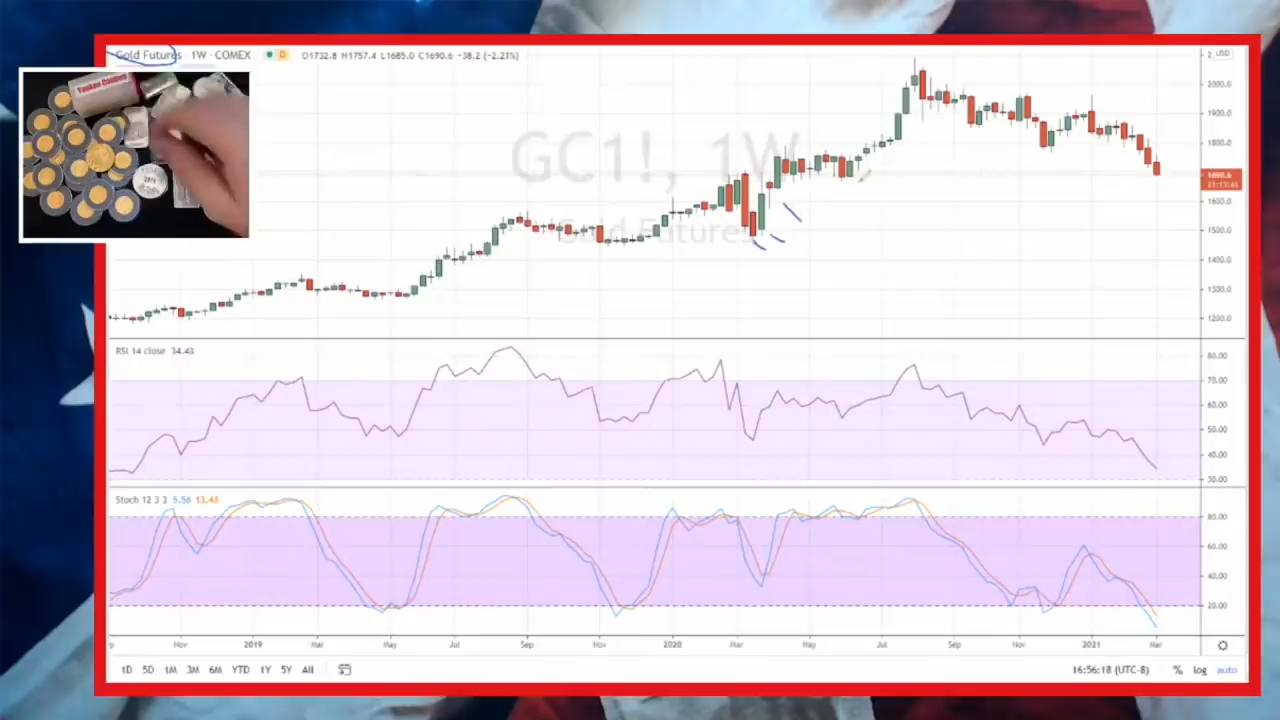 Gold Futures 1W · COMEX D O1732.8 H1757.4 L1685.0 C1690.6 -38.2 (-2.21%)
USD
Yankee Stacking
GC1!, 1W
Gold Futures
2000.0
1900.0
1800.0
1690.6
1600.0
1500.0
1400.0
1300.0
1200.0
RSI 14 close 34.43
80.00
70.00
60.00
50.00
40.00
30.00
Stoch 12 3 3 5.56 13.43
80.00
60.00
40.00
20.00
Nov 2019 Mar May Jul Sep Nov 2020 Mar May Jul Sep Nov 2021 Mar
1D 5D 1M 3M 6M YTD 1Y 5Y All 16:56:18 (UTC-8) % log auto